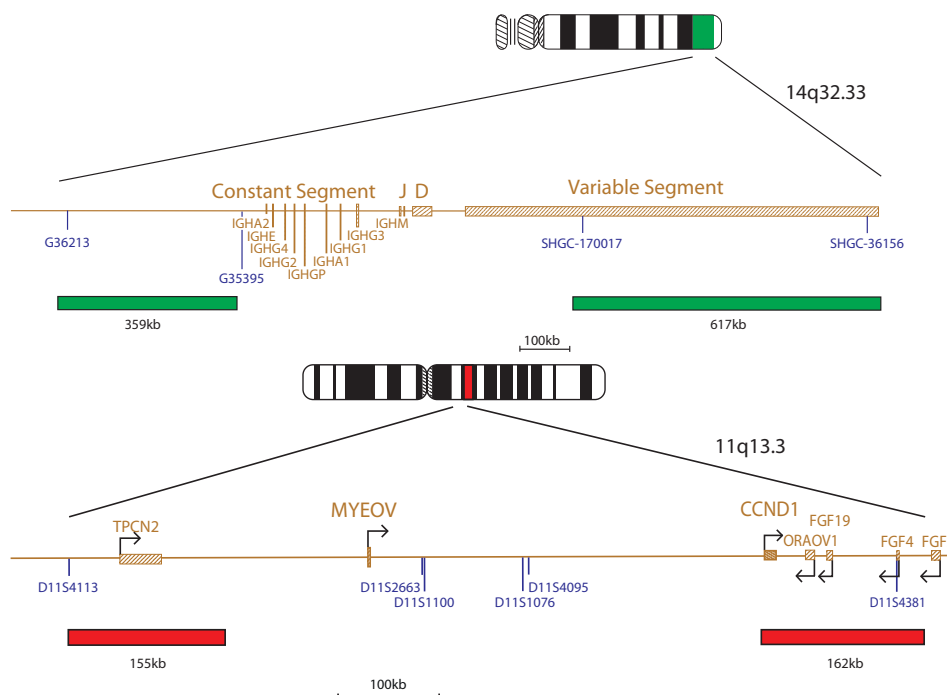 14q32.33
Constant Segment
J D
Variable Segment
G36213
G35395
IGHA2
IGHE
IGHG4
IGHG2
IGHGP
IGHA1
IGHG1
IGHG3
IGHM
SHGC-170017
SHGC-36156
359kb
617kb
100kb
11q13.3
TPCN2
MYEOV
CCND1
FGF19
ORAOV1
FGF4
FGF
D11S4113
D11S2663
D11S1100
D11S4095
D11S1076
D11S4381
155kb
162kb
100kb